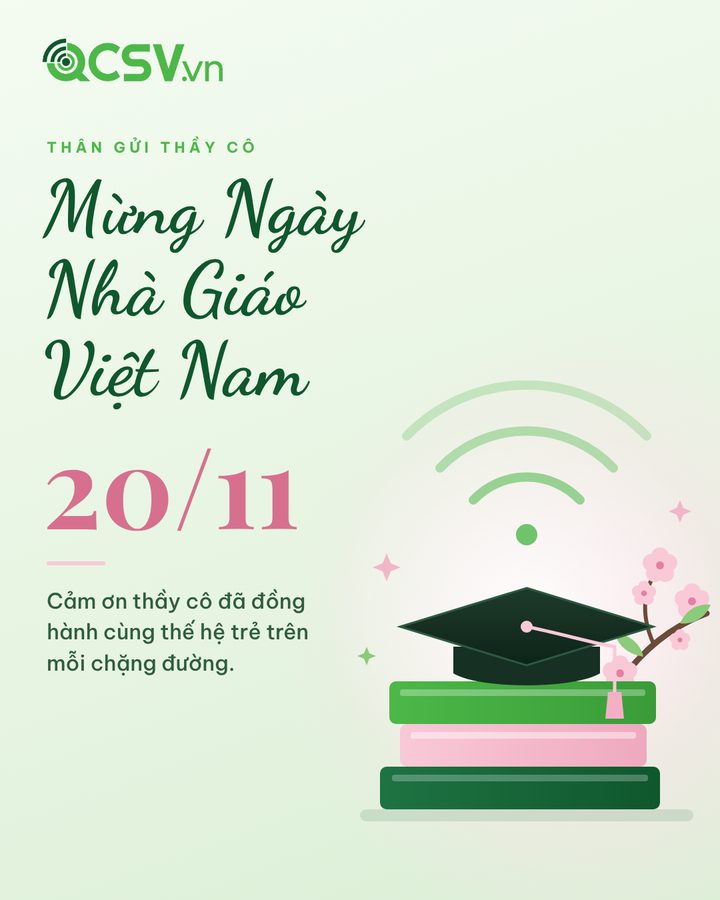 QCSV.vn
THÂN GỬI THẦY CÔ
Mừng Ngày
Nhà Giáo
Việt Nam
20/11
Cảm ơn thầy cô đã đồng
hành cùng thế hệ trẻ trên
mỗi chặng đường.